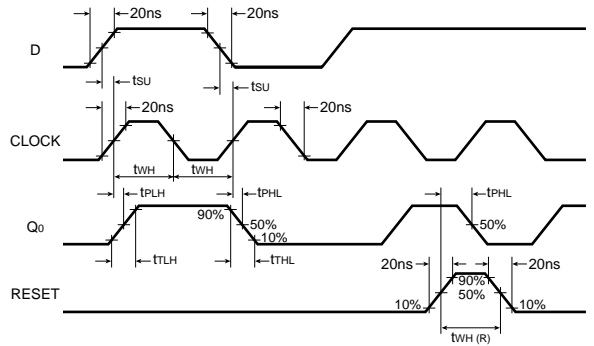 20ns 20ns
D
tSU tSU
20ns 20ns
CLOCK
tWH tWH
tPLH tPHL tPHL
90%
Q0 50% 50%
10%
tTLH tTHL
20ns 20ns
90%
RESET 50%
10% 10%
tWH (R)